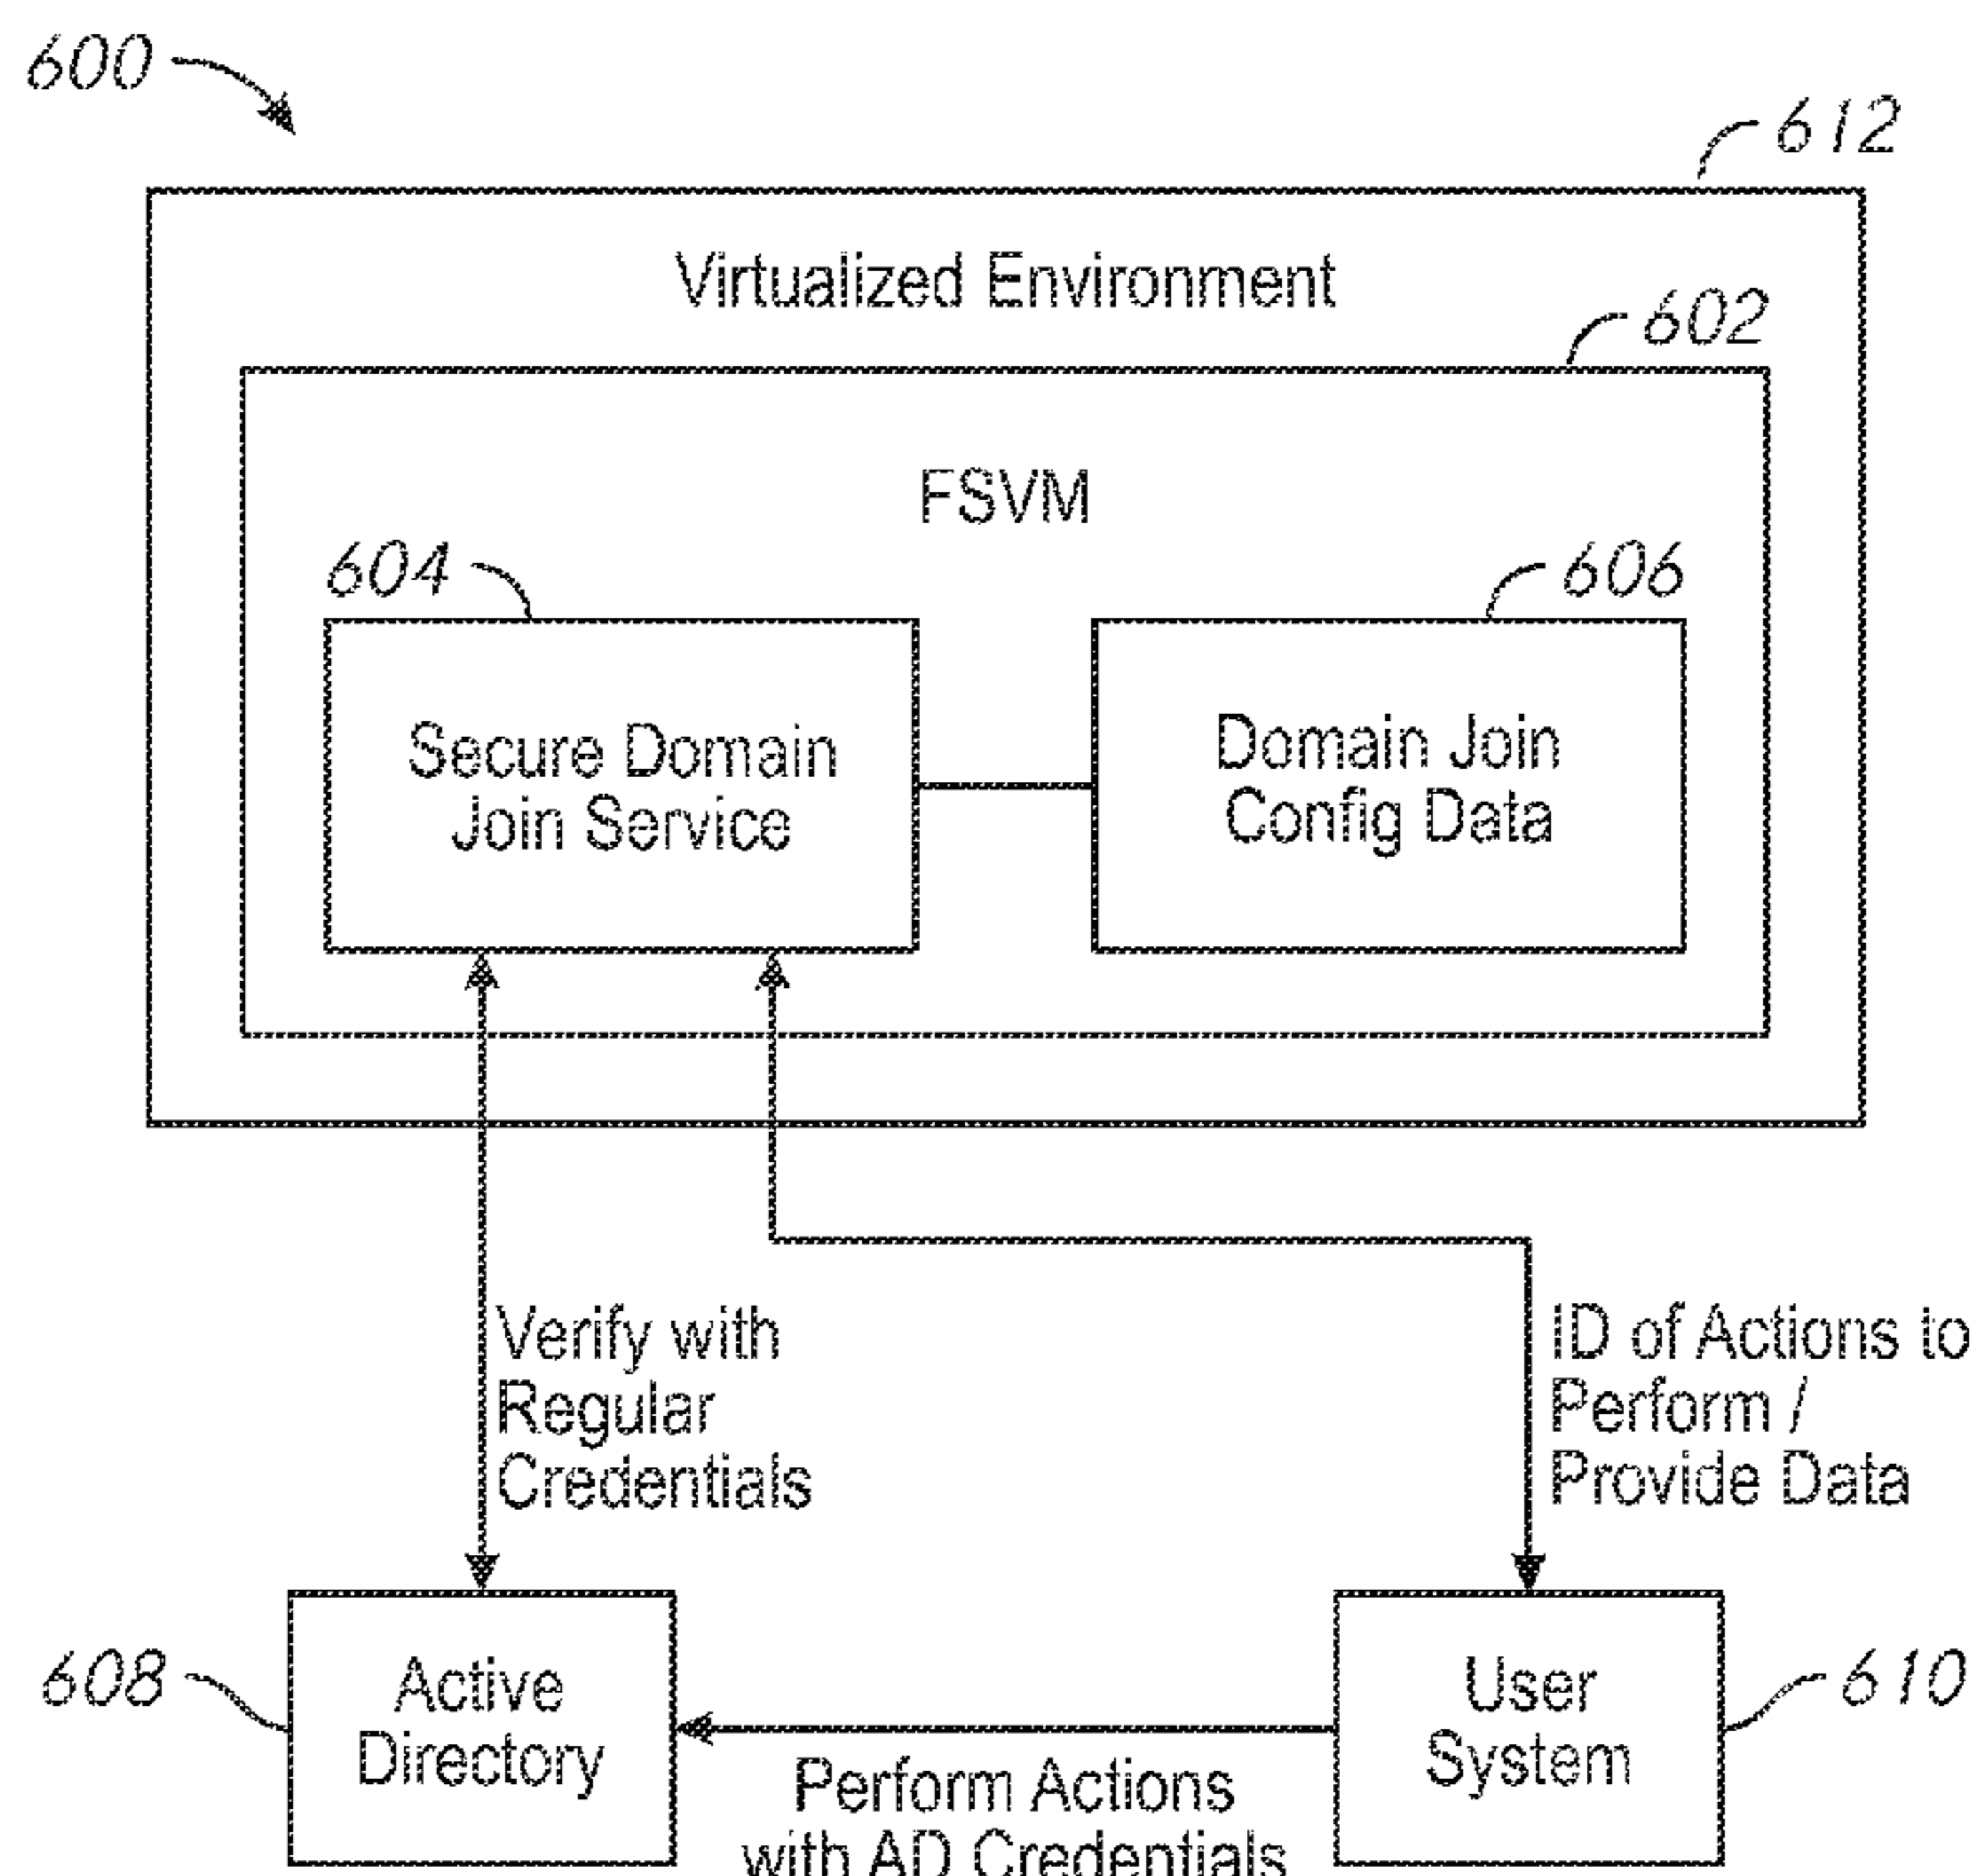 600
612
Virtualized Environment
602
FSVM
604
606
Secure Domain
Join Service
Domain Join
Config Data
Verify with
Regular
Credentials
ID of Actions to
Perform /
Provide Data
608
Active
Directory
User
System
610
Perform Actions
with AD Credentials